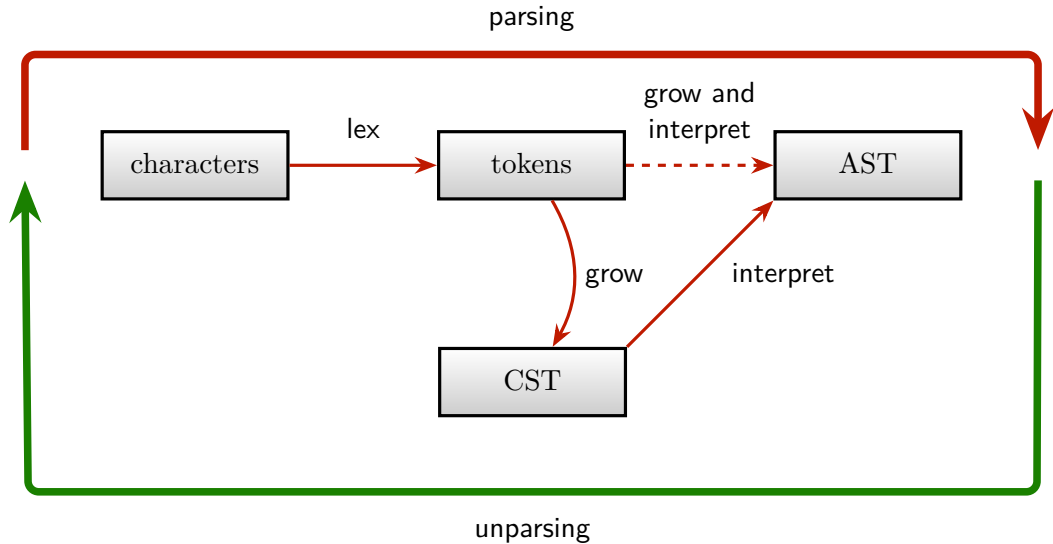 parsing
grow and
interpret
lex
characters
tokens
AST
grow
interpret
CST
unparsing